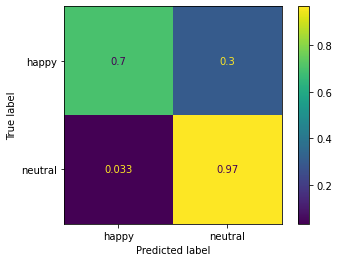 0.8
happy
0.7
0.3
True label
0.6
0.4
neutral
0.033
0.97
0.2
happy
neutral
Predicted label